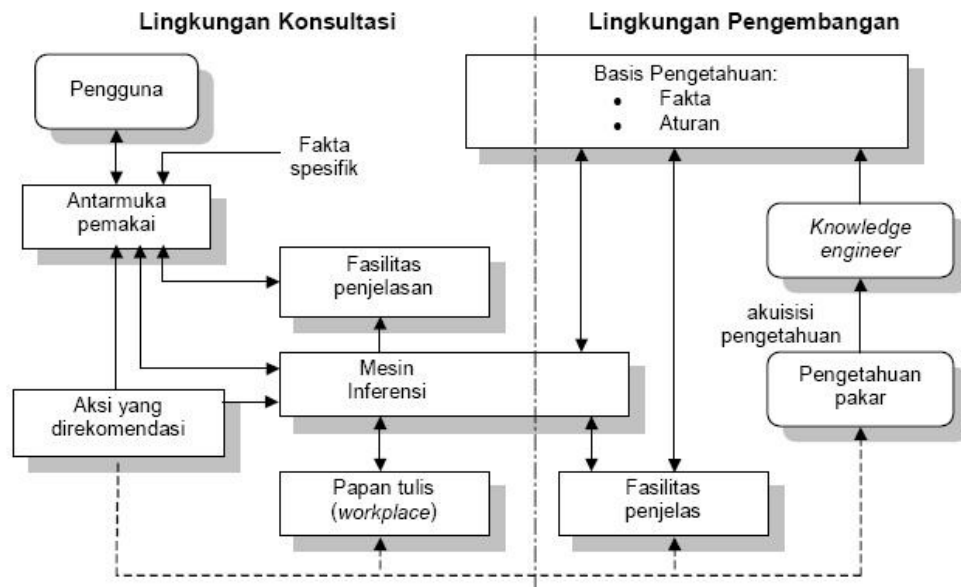 Lingkungan Konsultasi
Lingkungan Pengembangan
Pengguna
Basis Pengetahuan:
• Fakta
• Aturan
Fakta
spesifik
Antarmuka
pemakai
Knowledge
engineer
Fasilitas
penjelasan
akuisisi
pengetahuan
Mesin
Inferensi
Pengetahuan
pakar
Aksi yang
direkomendasi
Papan tulis
(workplace)
Fasilitas
penjelas